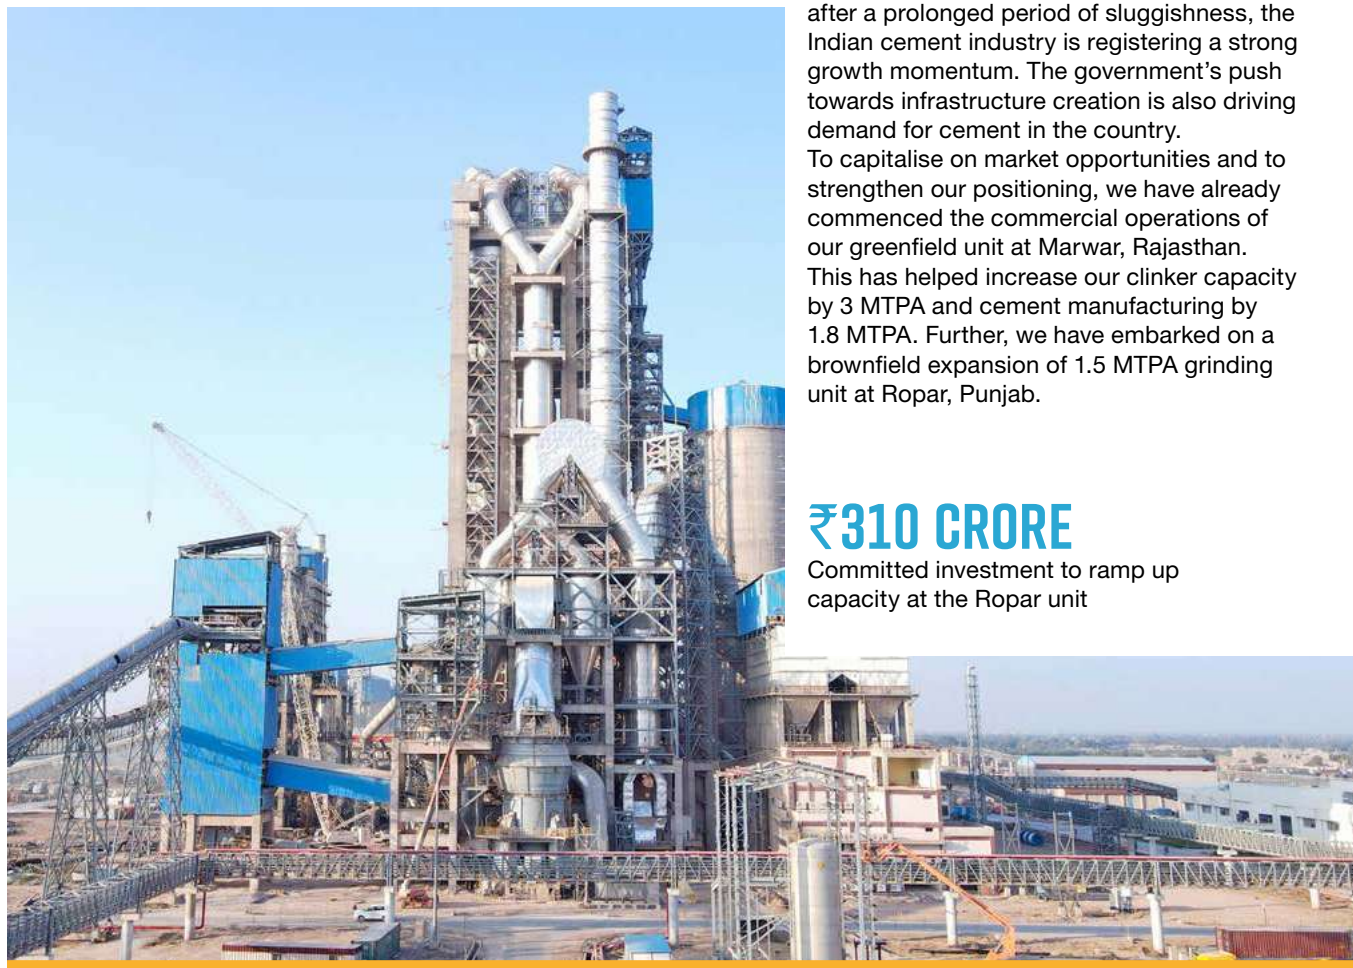 after a prolonged period of sluggishness, the
Indian cement industry is registering a strong
growth momentum. The government’s push
towards infrastructure creation is also driving
demand for cement in the country.
To capitalise on market opportunities and to
strengthen our positioning, we have already
commenced the commercial operations of
our greenfield unit at Marwar, Rajasthan.
This has helped increase our clinker capacity
by 3 MTPA and cement manufacturing by
1.8 MTPA. Further, we have embarked on a
brownfield expansion of 1.5 MTPA grinding
unit at Ropar, Punjab.
₹310 CRORE
Committed investment to ramp up
capacity at the Ropar unit